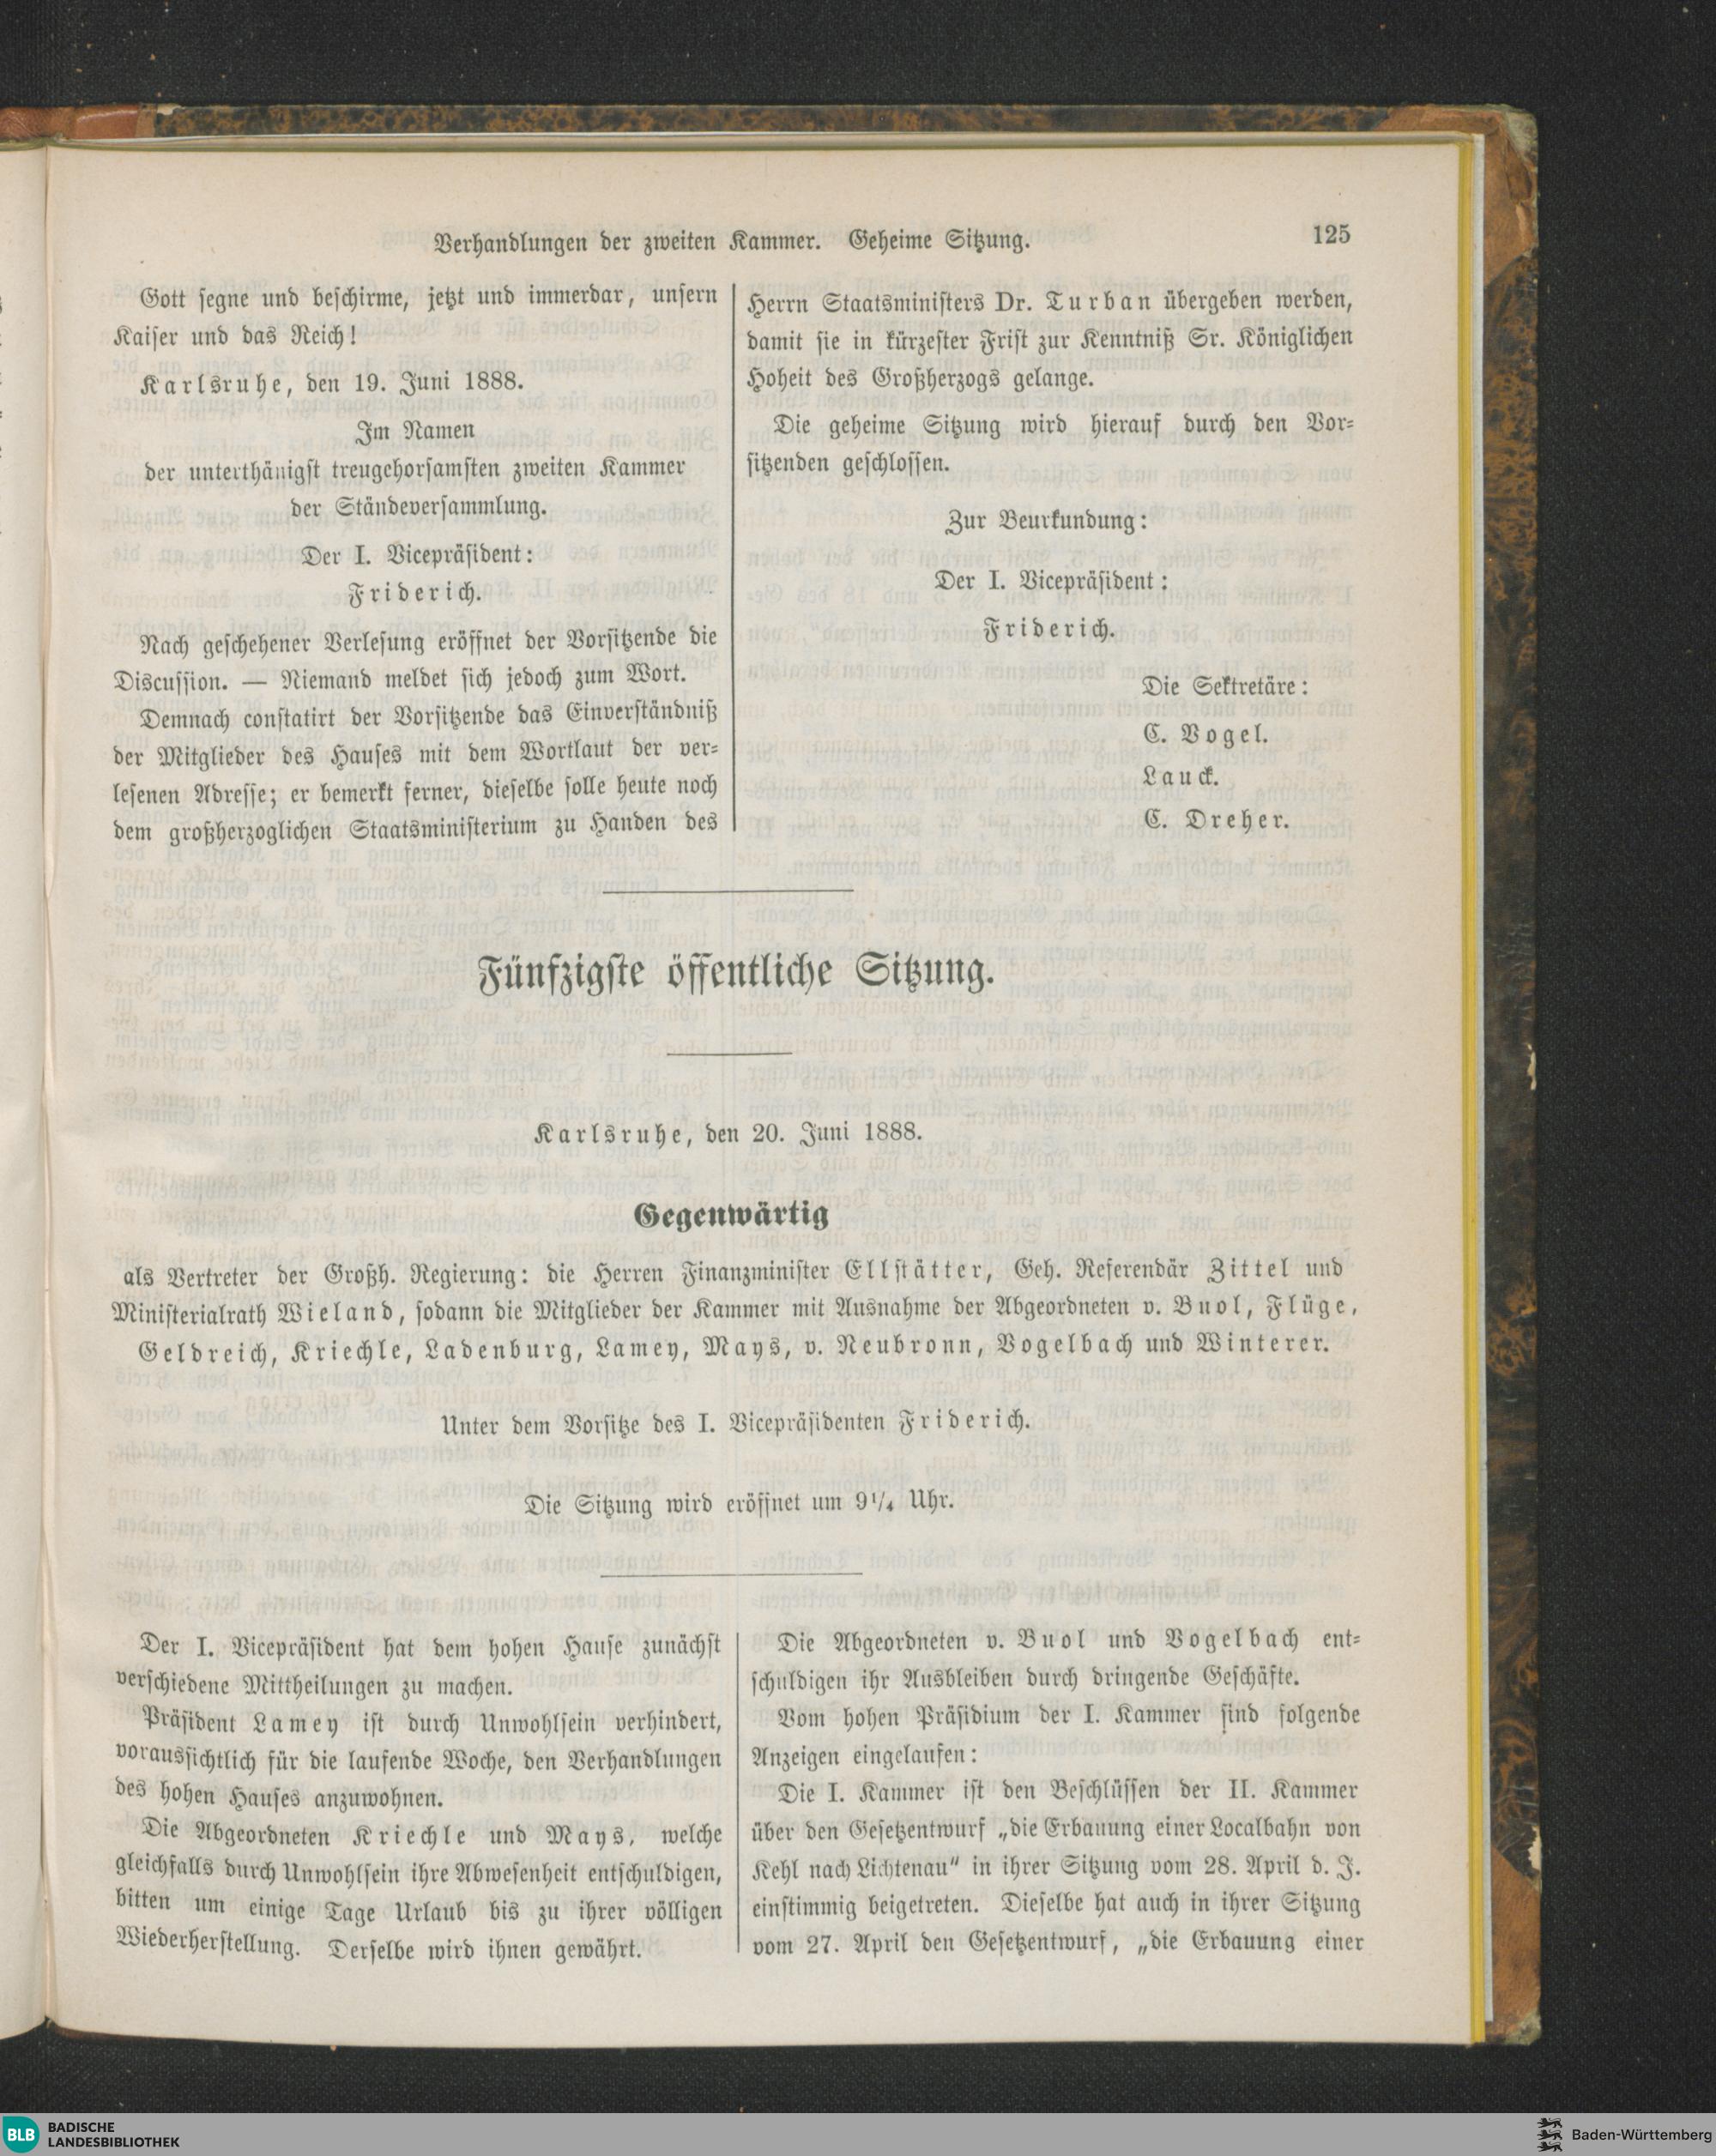 Verhandlungen der zweiten Kammer. Geheime Sitzung.
125
Gott segne und beschirme, jetzt und immerdar, unsern
Kaiser und das Reich!
Karlsruhe, den 19. Juni 1888.
Im Namen
der unterthänigst treugehorsamsten zweiten Kammer
der Ständeversammlung.
Der I. Vicepräsident:
Friderich.
Nach geschehener Verlesung eröffnet der Vorsitzende die
Discussion. — Niemand meldet sich jedoch zum Wort.
Demnach constatirt der Vorsitzende das Einverständniß
der Mitglieder des Hauses mit dem Wortlaut der ver-
lesenen Adresse; er bemerkt ferner, dieselbe solle heute noch
dem großherzoglichen Staatsministerium zu Handen des
Herrn Staatsministers Dr. Turban übergeben werden,
damit sie in kürzester Frist zur Kenntniß Sr. Königlichen
Hoheit des Großherzogs gelange.
Die geheime Sitzung wird hierauf durch den Vor-
sitzenden geschlossen.
Zur Beurkundung:
Der I. Vicepräsident:
Friderich.
Die Sektretäre:
C. Vogel.
Lauck.
C. Dreher.
Fünfzigste öffentliche Sitzung.
Karlsruhe, den 20. Juni 1888.
Gegenwärtig
als Vertreter der Großh. Regierung: die Herren Finanzminister Ellstätter, Geh. Referendär Zittel und
Ministerialrath Wieland, sodann die Mitglieder der Kammer mit Ausnahme der Abgeordneten v. Buol, Flüge,
Geldreich, Kriechle, Ladenburg, Lamey, Mays, v. Neubronn, Vogelbach und Winterer.
Unter dem Vorsitze des I. Vicepräsidenten Friderich.
Die Sitzung wird eröffnet um 9¼ Uhr.
Der I. Vicepräsident hat dem hohen Hause zunächst
verschiedene Mittheilungen zu machen.
Präsident Lamey ist durch Unwohlsein verhindert,
voraussichtlich für die laufende Woche, den Verhandlungen
des hohen Hauses anzuwohnen.
Die Abgeordneten Kriechle und Mays, welche
gleichfalls durch Unwohlsein ihre Abwesenheit entschuldigen,
bitten um einige Tage Urlaub bis zu ihrer völligen
Wiederherstellung. Derselbe wird ihnen gewährt.
Die Abgeordneten v. Buol und Vogelbach ent-
schuldigen ihr Ausbleiben durch dringende Geschäfte.
Vom hohen Präsidium der I. Kammer sind folgende
Anzeigen eingelaufen:
Die I. Kammer ist den Beschlüssen der II. Kammer
über den Gesetzentwurf „die Erbauung einer Localbahn von
Kehl nach Lichtenau“ in ihrer Sitzung vom 28. April d. J.
einstimmig beigetreten. Dieselbe hat auch in ihrer Sitzung
vom 27. April den Gesetzentwurf, „die Erbauung einer
BLB BADISCHE
LANDESBIBLIOTHEK
Baden-Württemberg